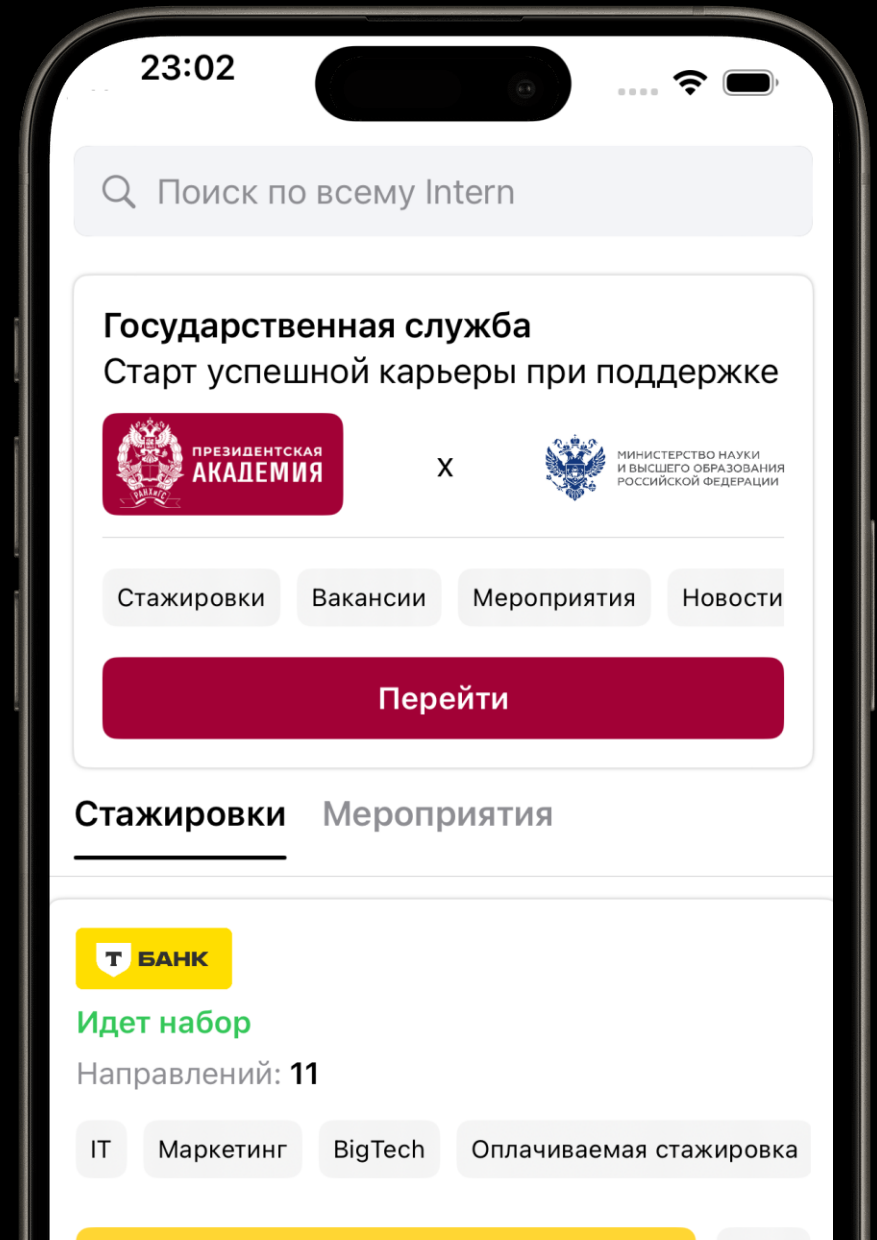 23:02
Поиск по всему Intern
Государственная служба
Старт успешной карьеры при поддержке
ПРЕЗИДЕНТСКАЯ
АКАДЕМИЯ
РАНХиГС
x
МИНИСТЕРСТВО НАУКИ
И ВЫСШЕГО ОБРАЗОВАНИЯ
РОССИЙСКОЙ ФЕДЕРАЦИИ
Стажировки Вакансии Мероприятия Новости
Перейти
Стажировки Мероприятия
Т БАНК
Идет набор
Направлений: 11
IT Маркетинг BigTech Оплачиваемая стажировка